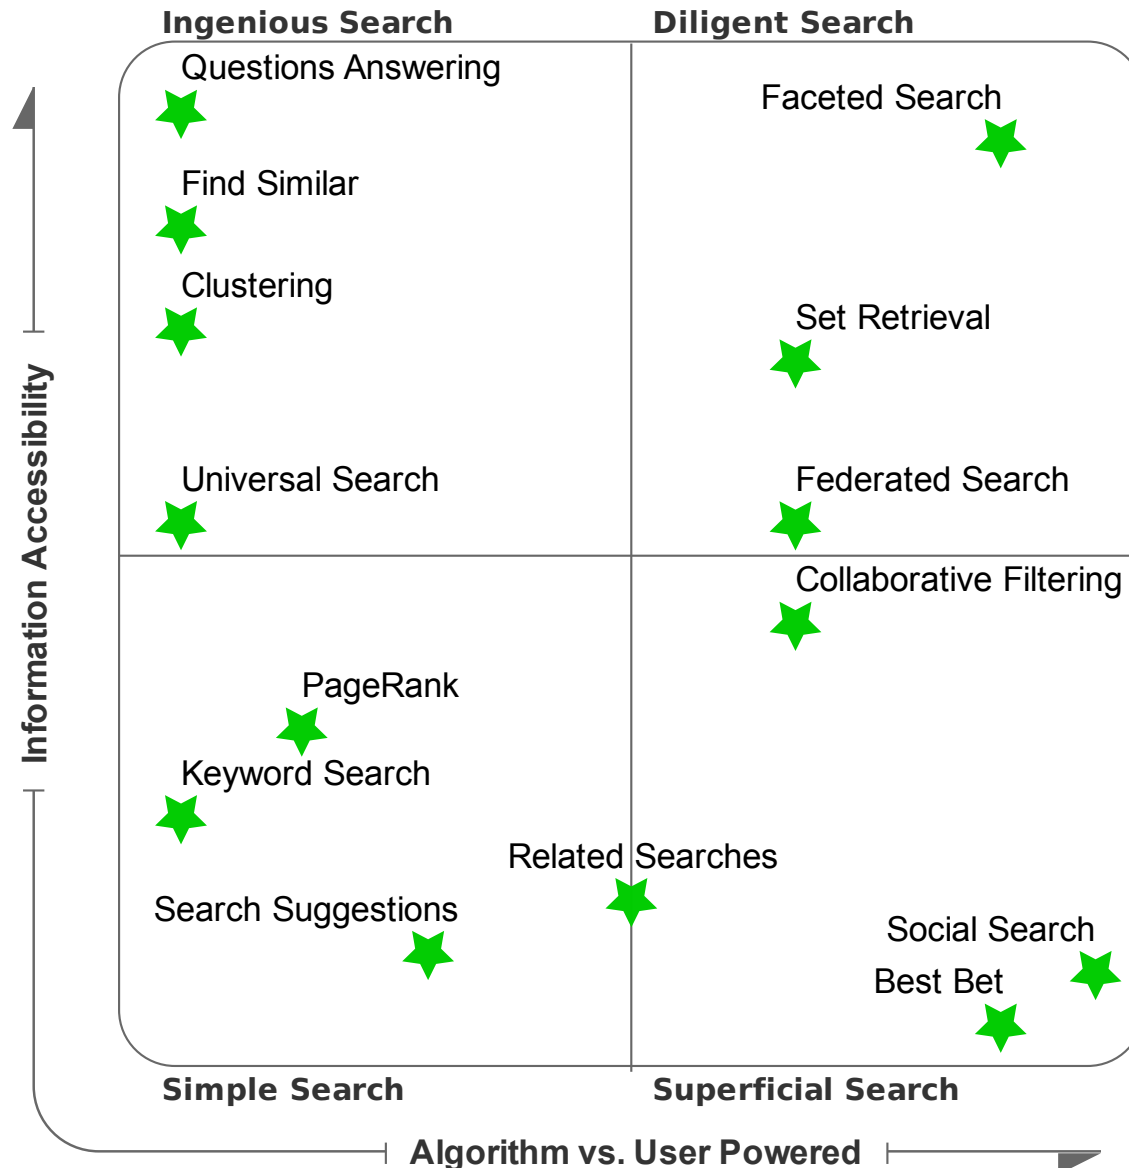 Ingenious Search
Diligent Search
Questions Answering
Faceted Search
Find Similar
Clustering
Set Retrieval
Universal Search
Federated Search
Collaborative Filtering
PageRank
Keyword Search
Related Searches
Search Suggestions
Social Search
Best Bet
Simple Search
Superficial Search
Information Accessibility
Algorithm vs. User Powered